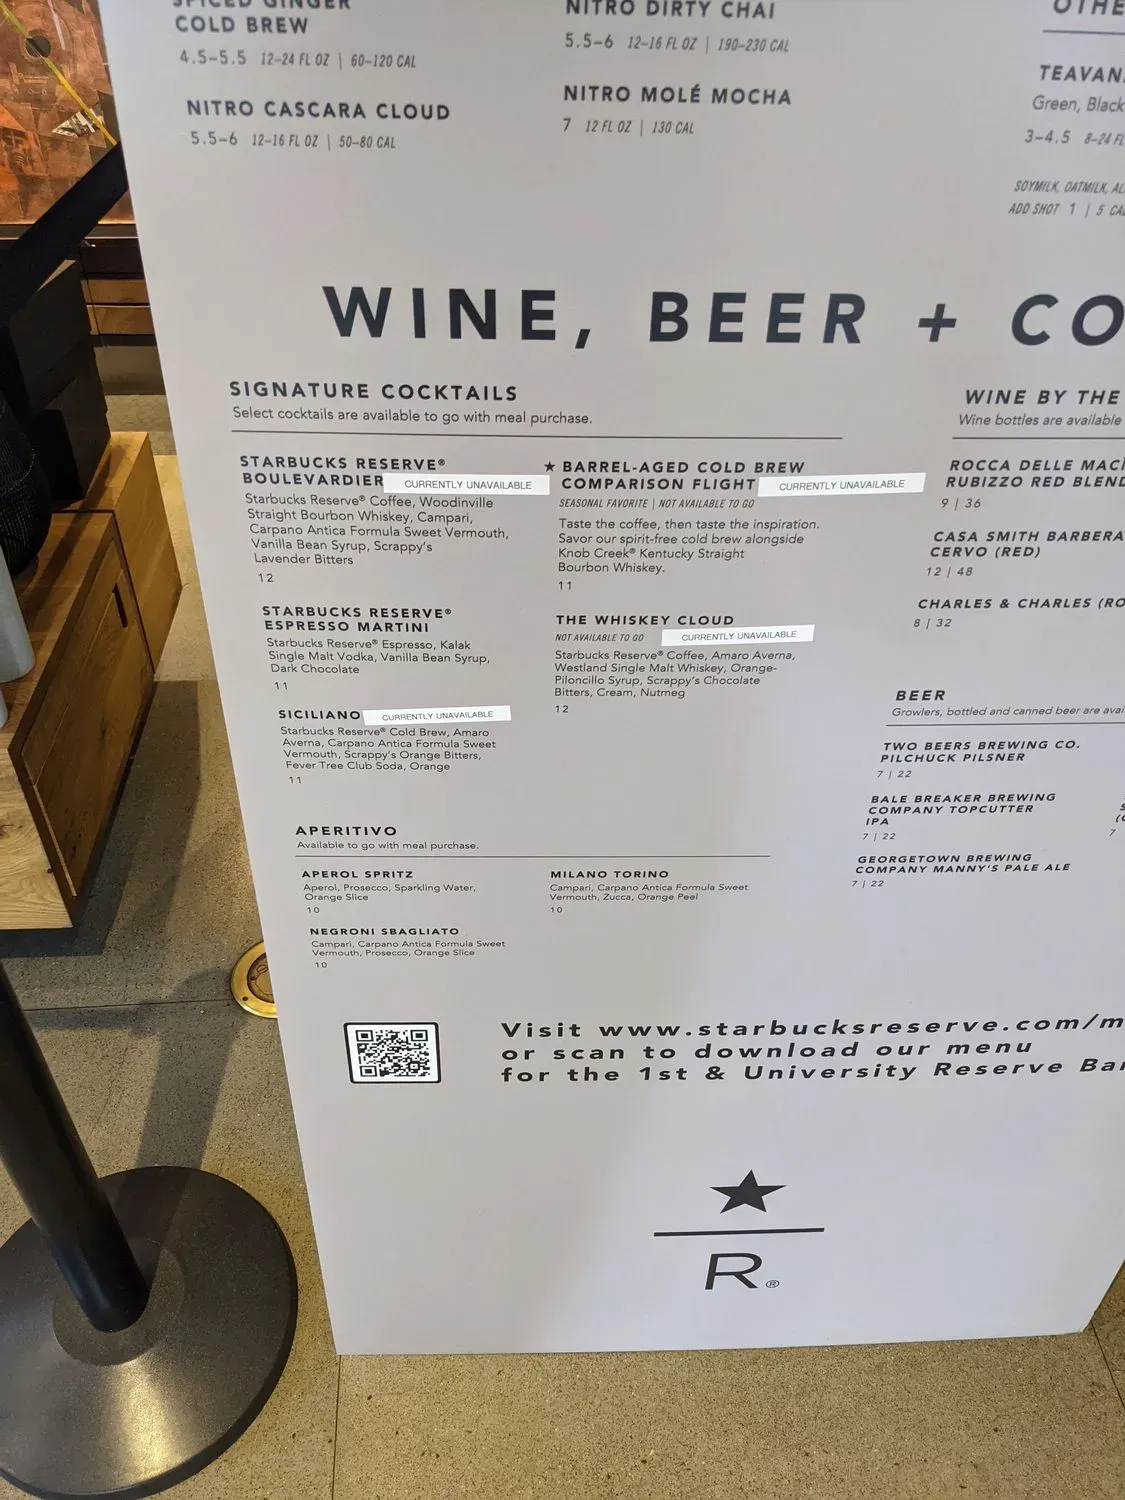 SPICED GINGER
COLD BREW
4.5–5.5 12–24 FL OZ | 60–120 CAL
NITRO CASCARA CLOUD
5.5–6 12–16 FL OZ | 50–80 CAL
NITRO DIRTY CHAI
5.5–6 12–16 FL OZ | 190–230 CAL
NITRO MOLÉ MOCHA
7 12 FL OZ | 130 CAL
OTHE
TEAVAN
Green, Black
3–4.5 8–24 FL
SOYMILK, OATMILK, AL
ADD SHOT 1 | 5 CAL
WINE, BEER + CO
SIGNATURE COCKTAILS
Select cocktails are available to go with meal purchase.
STARBUCKS RESERVE®
BOULEVARDIER CURRENTLY UNAVAILABLE
Starbucks Reserve® Coffee, Woodinville
Straight Bourbon Whiskey, Campari,
Carpano Antica Formula Sweet Vermouth,
Vanilla Bean Syrup, Scrappy's
Lavender Bitters
12
STARBUCKS RESERVE®
ESPRESSO MARTINI
Starbucks Reserve® Espresso, Kalak
Single Malt Vodka, Vanilla Bean Syrup,
Dark Chocolate
11
SICILIANO CURRENTLY UNAVAILABLE
Starbucks Reserve® Cold Brew, Amaro
Averna, Carpano Antica Formula Sweet
Vermouth, Scrappy's Orange Bitters,
Fever Tree Club Soda, Orange
11
★ BARREL-AGED COLD BREW
COMPARISON FLIGHT CURRENTLY UNAVAILABLE
SEASONAL FAVORITE | NOT AVAILABLE TO GO
Taste the coffee, then taste the inspiration.
Savor our spirit-free cold brew alongside
Knob Creek® Kentucky Straight
Bourbon Whiskey.
11
THE WHISKEY CLOUD
NOT AVAILABLE TO GO CURRENTLY UNAVAILABLE
Starbucks Reserve® Coffee, Amaro Averna,
Westland Single Malt Whiskey, Orange-
Piloncillo Syrup, Scrappy's Chocolate
Bitters, Cream, Nutmeg
12
WINE BY THE
Wine bottles are available
ROCCA DELLE MACÌ
RUBIZZO RED BLEND
9 | 36
CASA SMITH BARBERA
CERVO (RED)
12 | 48
CHARLES & CHARLES (RO
8 | 32
BEER
Growlers, bottled and canned beer are avai
TWO BEERS BREWING CO.
PILCHUCK PILSNER
7 | 22
BALE BREAKER BREWING
COMPANY TOPCUTTER
IPA
7 | 22
GEORGETOWN BREWING
COMPANY MANNY'S PALE ALE
7 | 22
7
APERITIVO
Available to go with meal purchase.
APEROL SPRITZ
Aperol, Prosecco, Sparkling Water,
Orange Slice
10
NEGRONI SBAGLIATO
Campari, Carpano Antica Formula Sweet
Vermouth, Prosecco, Orange Slice
10
MILANO TORINO
Campari, Carpano Antica Formula Sweet
Vermouth, Zucca, Orange Peel
10
Visit www.starbucksreserve.com/m
or scan to download our menu
for the 1st & University Reserve Bar
R®